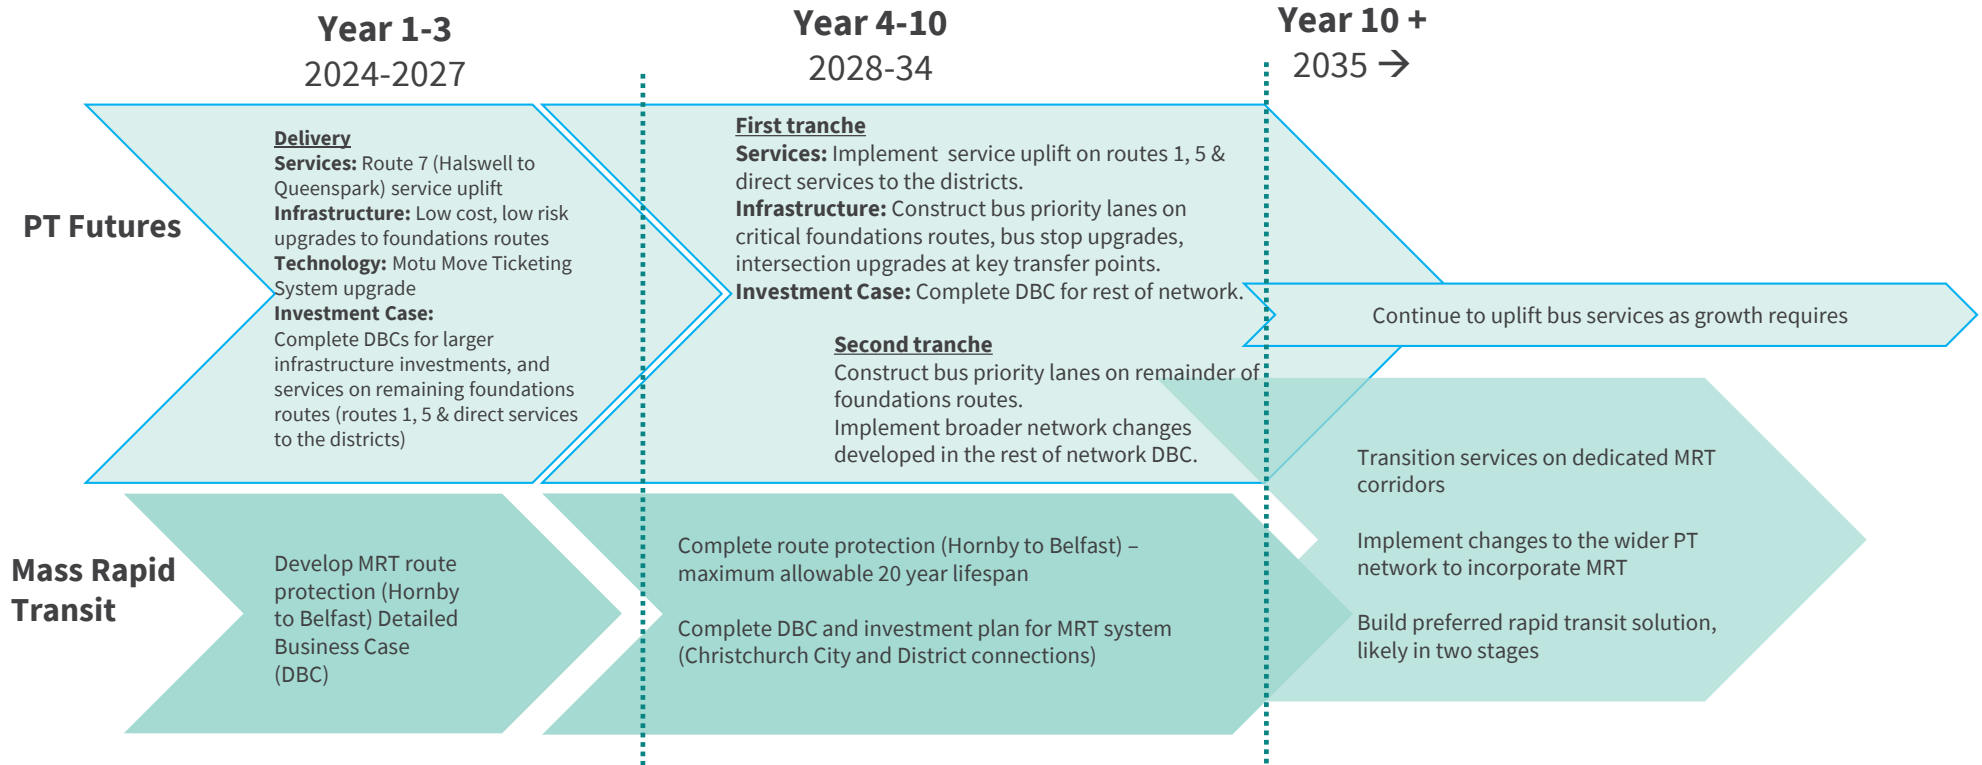 Year 1-3
2024-2027
Year 4-10
2028-34
Year 10 +
2035 →
PT Futures
Delivery
Services: Route 7 (Halswell to
Queenspark) service uplift
Infrastructure: Low cost, low risk
upgrades to foundations routes
Technology: Motu Move Ticketing
System upgrade
Investment Case:
Complete DBCs for larger
infrastructure investments, and
services on remaining foundations
routes (routes 1, 5 & direct services
to the districts)
First tranche
Services: Implement service uplift on routes 1, 5 &
direct services to the districts.
Infrastructure: Construct bus priority lanes on
critical foundations routes, bus stop upgrades,
intersection upgrades at key transfer points.
Investment Case: Complete DBC for rest of network.
Second tranche
Construct bus priority lanes on remainder of
foundations routes.
Implement broader network changes
developed in the rest of network DBC.
Continue to uplift bus services as growth requires
Mass Rapid
Transit
Develop MRT route
protection (Hornby
to Belfast) Detailed
Business Case
(DBC)
Complete route protection (Hornby to Belfast) –
maximum allowable 20 year lifespan
Complete DBC and investment plan for MRT system
(Christchurch City and District connections)
Transition services on dedicated MRT
corridors
Implement changes to the wider PT
network to incorporate MRT
Build preferred rapid transit solution,
likely in two stages